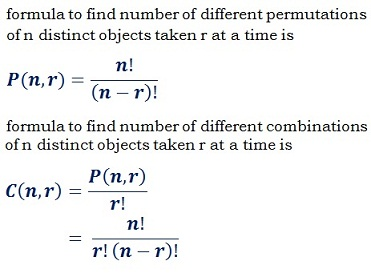 formula to find number of different permutations
of n distinct objects taken r at a time is
P(n,r) = n! / (n − r)!
formula to find number of different combinations
of n distinct objects taken r at a time is
C(n,r) = P(n,r) / r!
= n! / r! (n − r)!